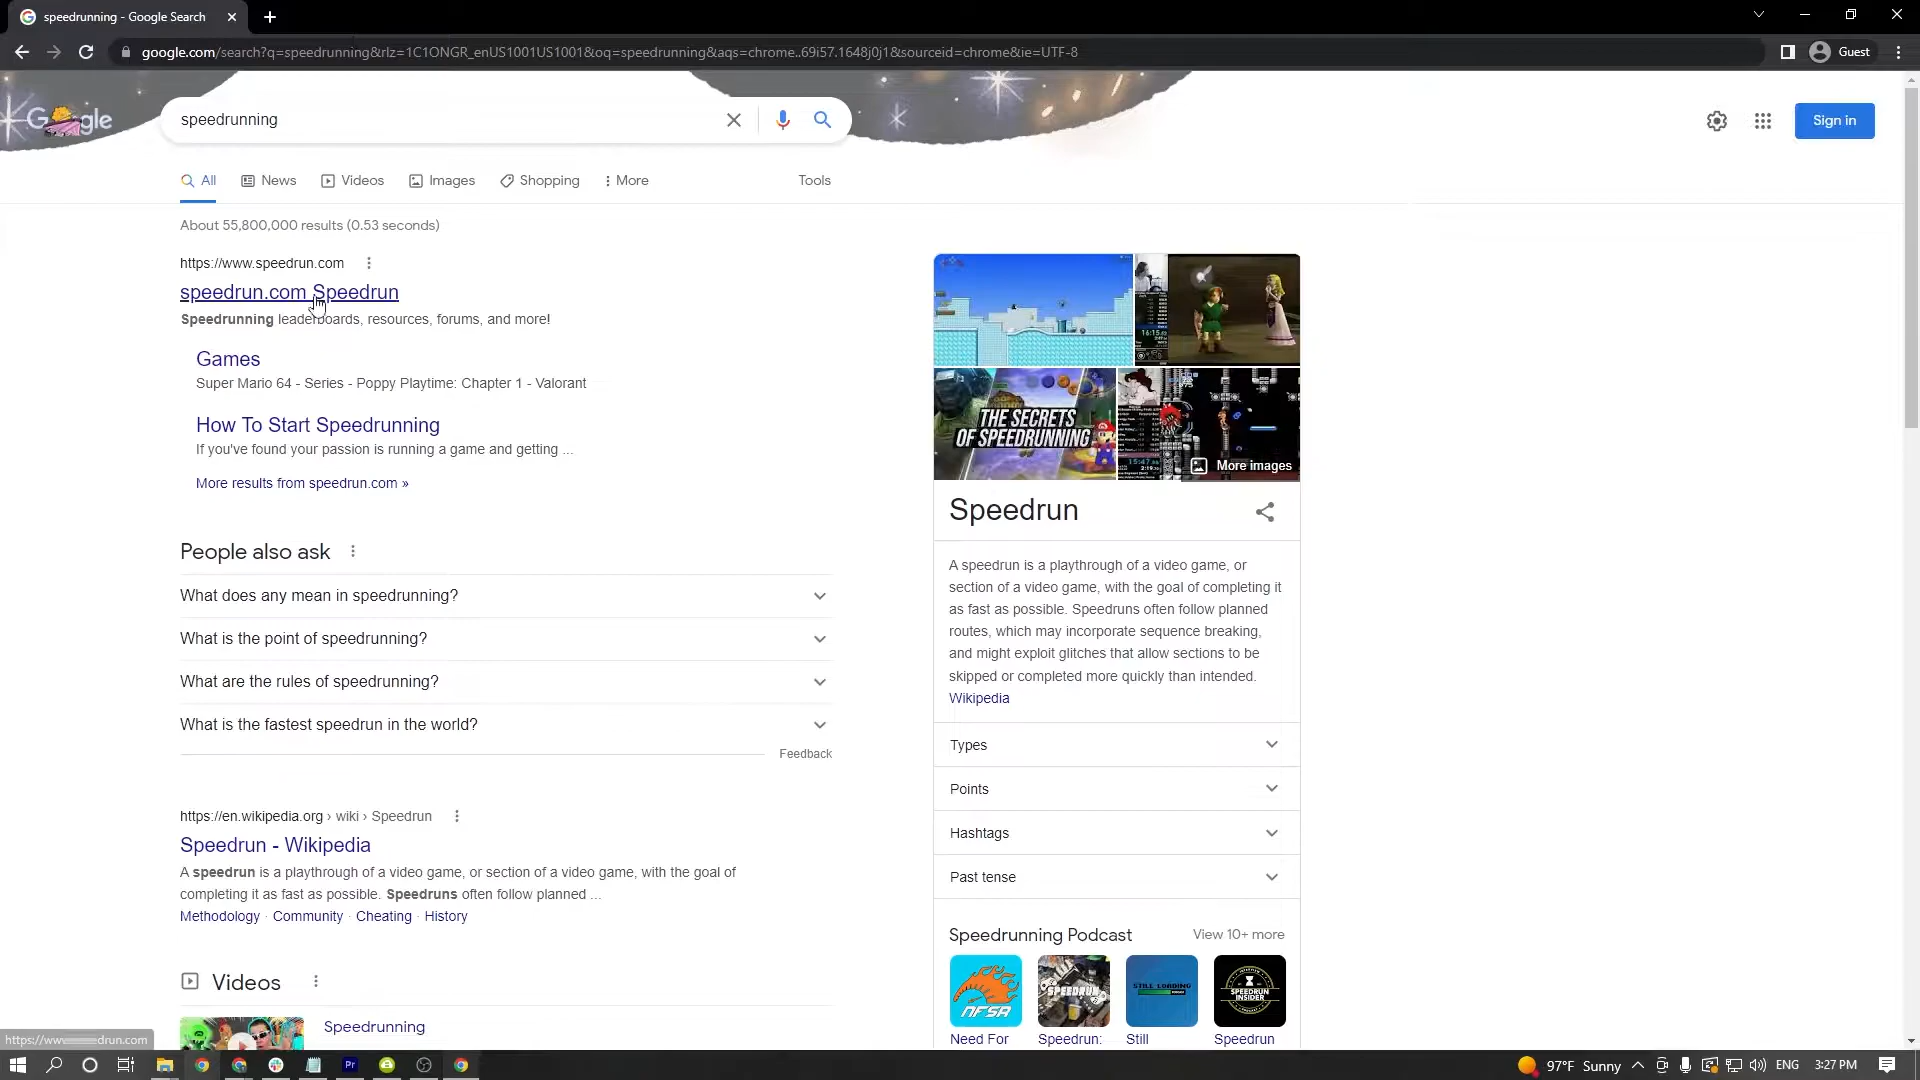 speedrunning - Google Search
google.com/search?q=speedrunning&rlz=1C1ONGR_enUS1001US1001&oq=speedrunning&aqs=chrome..69i57.1648j0j1&sourceid=chrome&ie=UTF-8
Guest
Google
speedrunning
Sign in
All News Videos Images Shopping More Tools
About 55,800,000 results (0.53 seconds)
https://www.speedrun.com
speedrun.com Speedrun
Speedrunning leaderboards, resources, forums, and more!
Games
Super Mario 64 - Series - Poppy Playtime: Chapter 1 - Valorant
How To Start Speedrunning
If you've found your passion is running a game and getting ...
More results from speedrun.com »
People also ask
What does any mean in speedrunning?
What is the point of speedrunning?
What are the rules of speedrunning?
What is the fastest speedrun in the world?
Feedback
https://en.wikipedia.org › wiki › Speedrun
Speedrun - Wikipedia
A speedrun is a playthrough of a video game, or section of a video game, with the goal of
completing it as fast as possible. Speedruns often follow planned ...
Methodology · Community · Cheating · History
Videos
Speedrunning
THE SECRETS
OF SPEEDRUNNING
More images
Speedrun
A speedrun is a playthrough of a video game, or
section of a video game, with the goal of completing it
as fast as possible. Speedruns often follow planned
routes, which may incorporate sequence breaking,
and might exploit glitches that allow sections to be
skipped or completed more quickly than intended.
Wikipedia
Types
Points
Hashtags
Past tense
Speedrunning Podcast View 10+ more
NFSA
SPEEDRUN
STILL LOADING
SPEEDRUN
INSIDER
Need For Speedrun: Still Speedrun
Pr
97°F Sunny ENG 3:27 PM